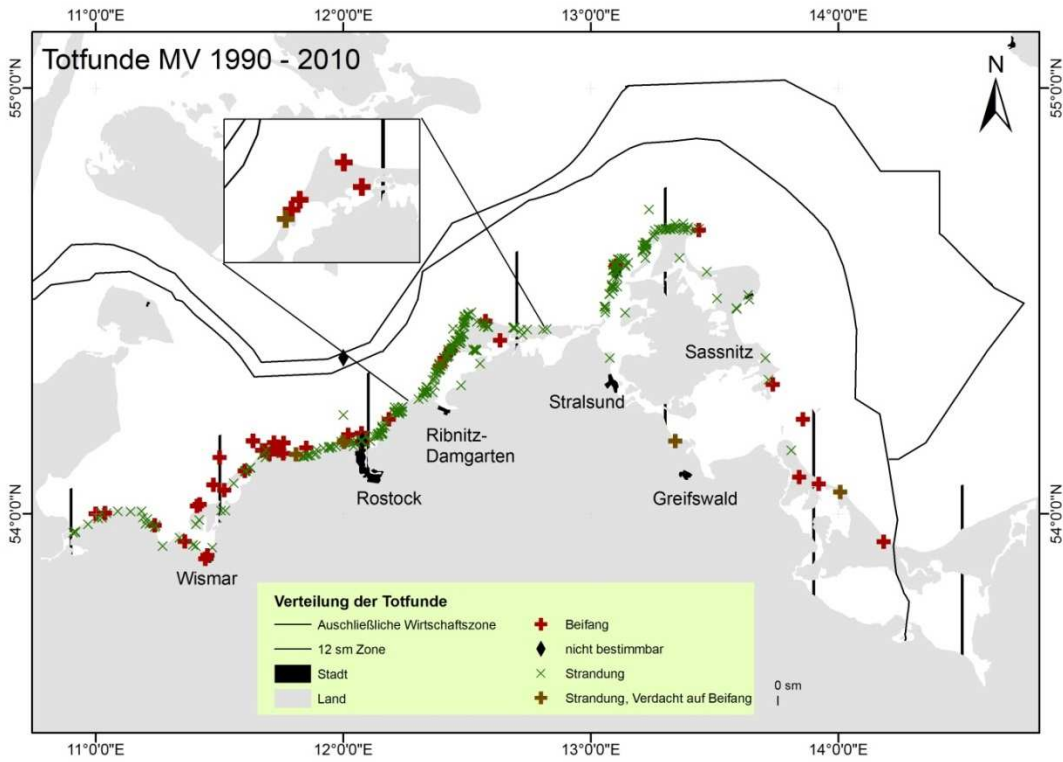 11°0'0"E 12°0'0"E 13°0'0"E 14°0'0"E
Totfunde MV 1990 - 2010
N
55°0'0"N
55°0'0"N
Sassnitz
Stralsund
Ribnitz-
Damgarten
Rostock
Greifswald
54°0'0"N
54°0'0"N
Wismar
Verteilung der Totfunde
Auschließliche Wirtschaftszone
12 sm Zone
Stadt
Land
Beifang
nicht bestimmbar
Strandung
Strandung, Verdacht auf Beifang
0 sm
11°0'0"E 12°0'0"E 13°0'0"E 14°0'0"E